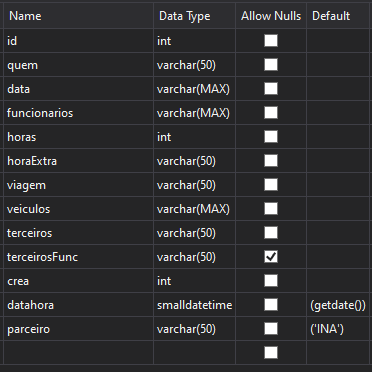 Name Data Type Allow Nulls Default
id int
quem varchar(50)
data varchar(MAX)
funcionarios varchar(MAX)
horas int
horaExtra varchar(50)
viagem varchar(50)
veiculos varchar(MAX)
terceiros varchar(50)
terceirosFunc varchar(50)
crea int
datahora smalldatetime (getdate())
parceiro varchar(50) ('INA')